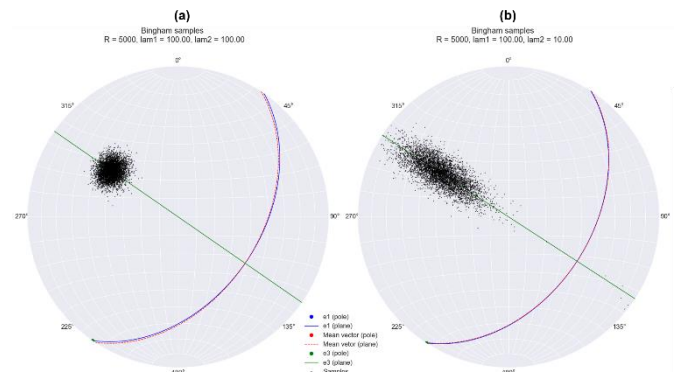 (a)
Bingham samples
R = 5000, lam1 = 100.00, lam2 = 100.00
0°
315°
45°
270°
90°
225°
135°
180°
e1 (pole)
e1 (plane)
Mean vector (pole)
Mean vetor (plane)
e3 (pole)
e3 (plane)
Samples
(b)
Bingham samples
R = 5000, lam1 = 100.00, lam2 = 10.00
0°
315°
45°
270°
90°
225°
135°